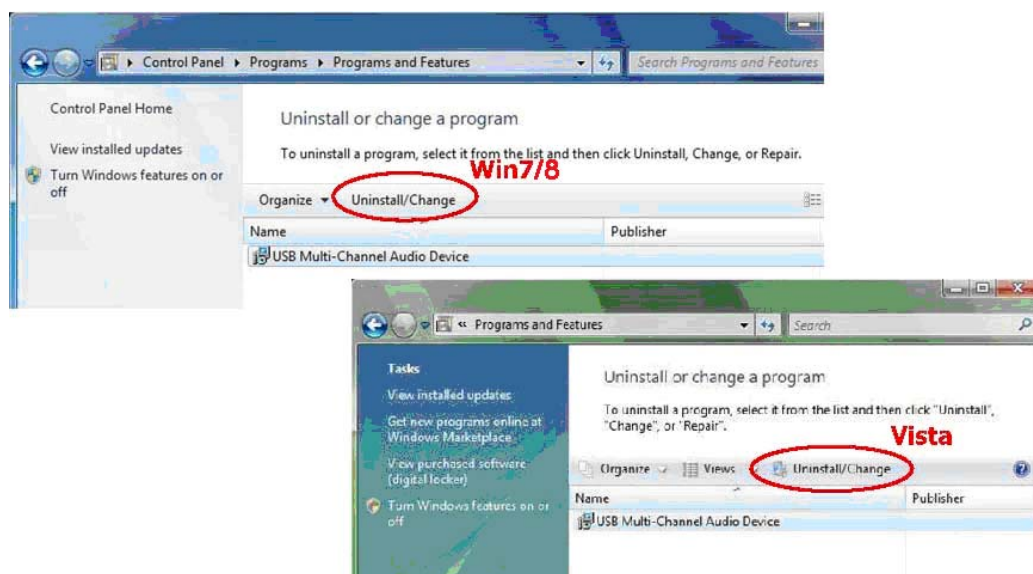 Control Panel ▸ Programs ▸ Programs and Features
Search Programs and Features
Control Panel Home
View installed updates
Turn Windows features on or
off
Uninstall or change a program
To uninstall a program, select it from the list and then click Uninstall, Change, or Repair.
Win7/8
Organize Uninstall/Change
Name Publisher
USB Multi-Channel Audio Device
« Programs and Features
Search
Tasks
View installed updates
Get new programs online at
Windows Marketplace
View purchased software
(digital locker)
Turn Windows features on or
off
Uninstall or change a program
To uninstall a program, select it from the list and then click "Uninstall",
"Change", or "Repair".
Vista
Organize Views Uninstall/Change
Name Publisher
USB Multi-Channel Audio Device